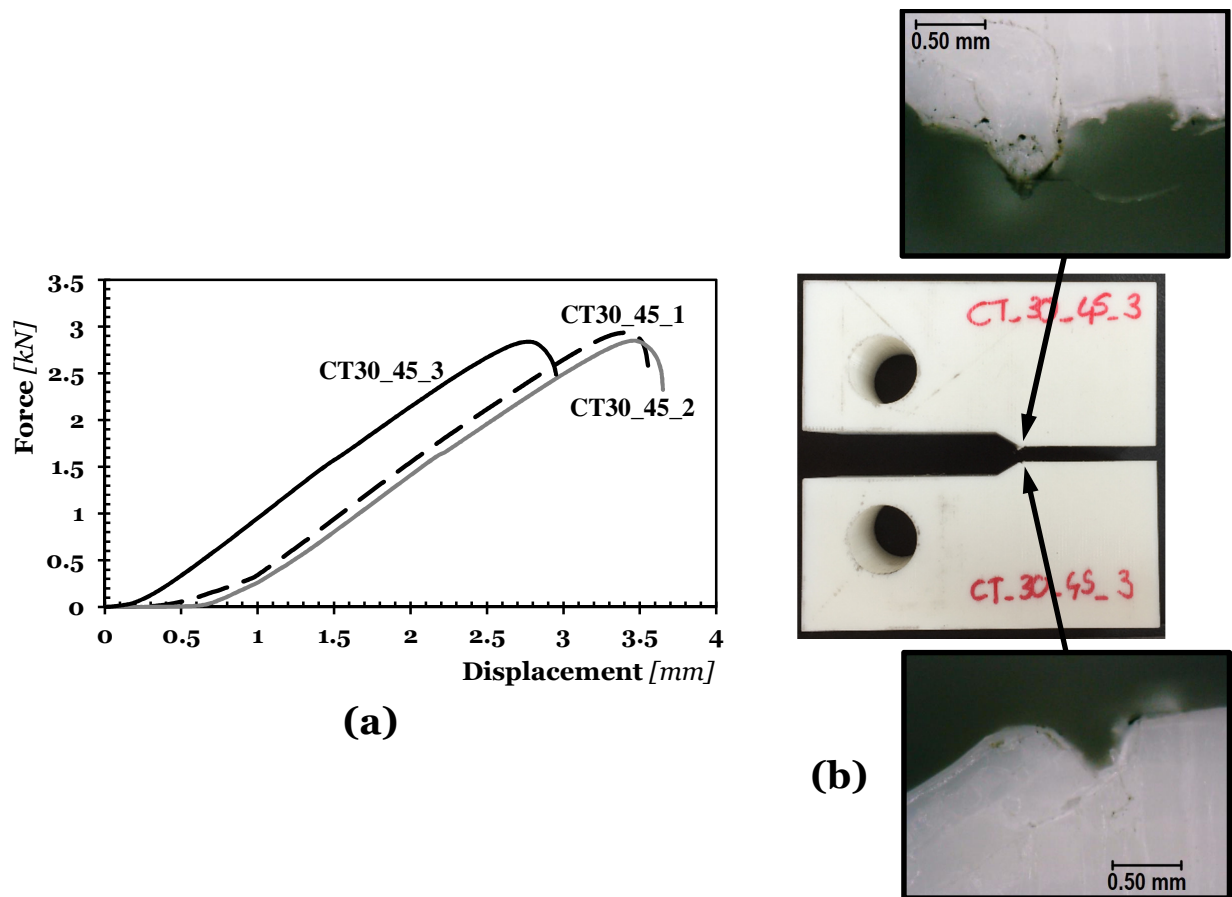 0.50 mm
3.5
3
2.5
2
1.5
1
0.5
0
Force [kN]
CT30_45_1
CT30_45_3
CT30_45_2
0 0.5 1 1.5 2 2.5 3 3.5 4
Displacement [mm]
(a)
CT_30_45_3
CT_30_45_3
(b)
0.50 mm